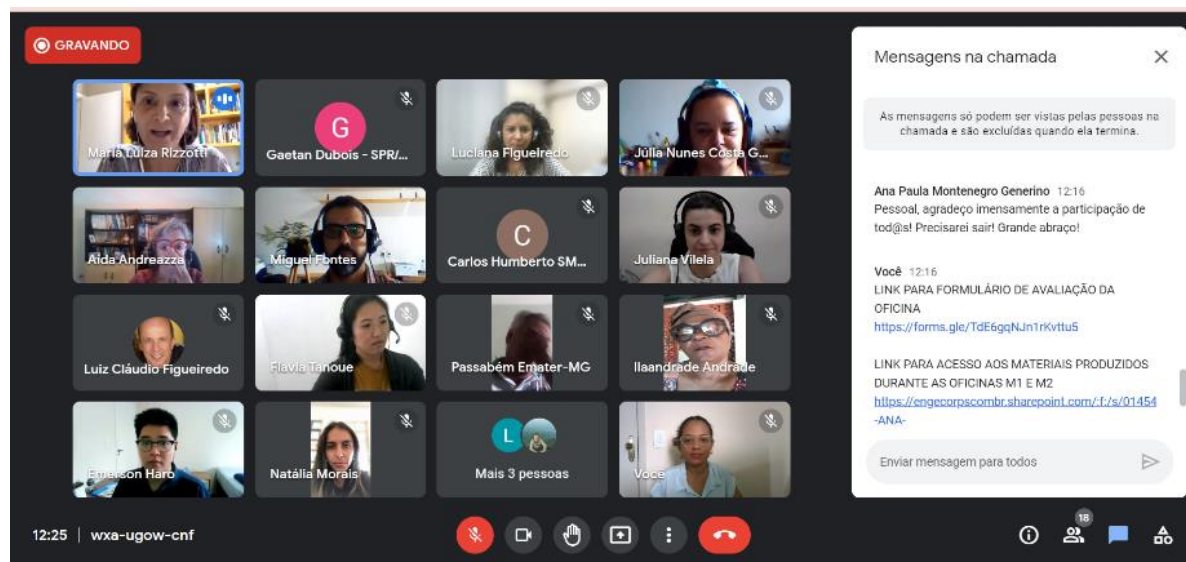 GRAVANDO
Maria Luiza Rizzotti
G
Gaetan Dubois - SPR/...
Luciana Figueiredo
Júlia Nunes Costa G...
Aida Andreazza
Miguel Fontes
C
Carlos Humberto SM...
Juliana Vilela
Luiz Cláudio Figueiredo
Flavia Tanoue
Passabém Emater-MG
Ilaandrade Andrade
Emerson Haro
Natália Morais
L
Mais 3 pessoas
Você
12:25 | wxa-ugow-cnf
Mensagens na chamada
As mensagens só podem ser vistas pelas pessoas na
chamada e são excluídas quando ela termina.
Ana Paula Montenegro Generino 12:16
Pessoal, agradeço imensamente a participação de
tod@s! Precisarei sair! Grande abraço!
Você 12:16
LINK PARA FORMULÁRIO DE AVALIAÇÃO DA
OFICINA
https://forms.gle/TdE6gqNJn1rKvttu5
LINK PARA ACESSO AOS MATERIAIS PRODUZIDOS
DURANTE AS OFICINAS M1 E M2
https://engecorpscombr.sharepoint.com/:f:/s/01454
-ANA-
Enviar mensagem para todos
18